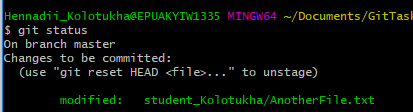 Hennadii_Kolotukha@EPUAKYIW1335 MINGW64 ~/Documents/GitTask
$ git status
On branch master
Changes to be committed:
  (use "git reset HEAD <file>..." to unstage)
        modified:   student_Kolotukha/AnotherFile.txt